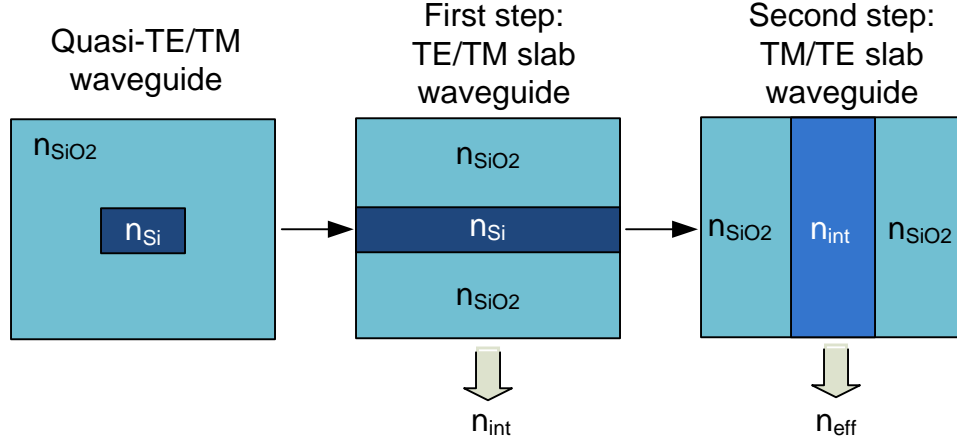 Quasi-TE/TM
waveguide
First step:
TE/TM slab
waveguide
Second step:
TM/TE slab
waveguide
nSiO2
nSi
nSiO2
nSi
nSiO2
nSiO2
nint
nSiO2
nint
neff